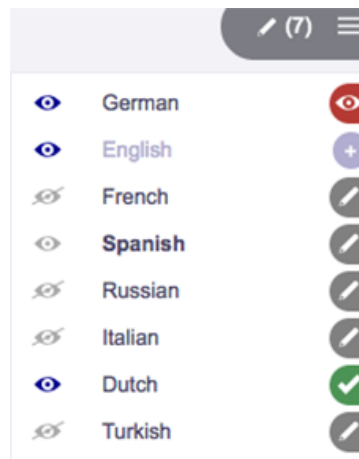 (7)
German
English
French
Spanish
Russian
Italian
Dutch
Turkish